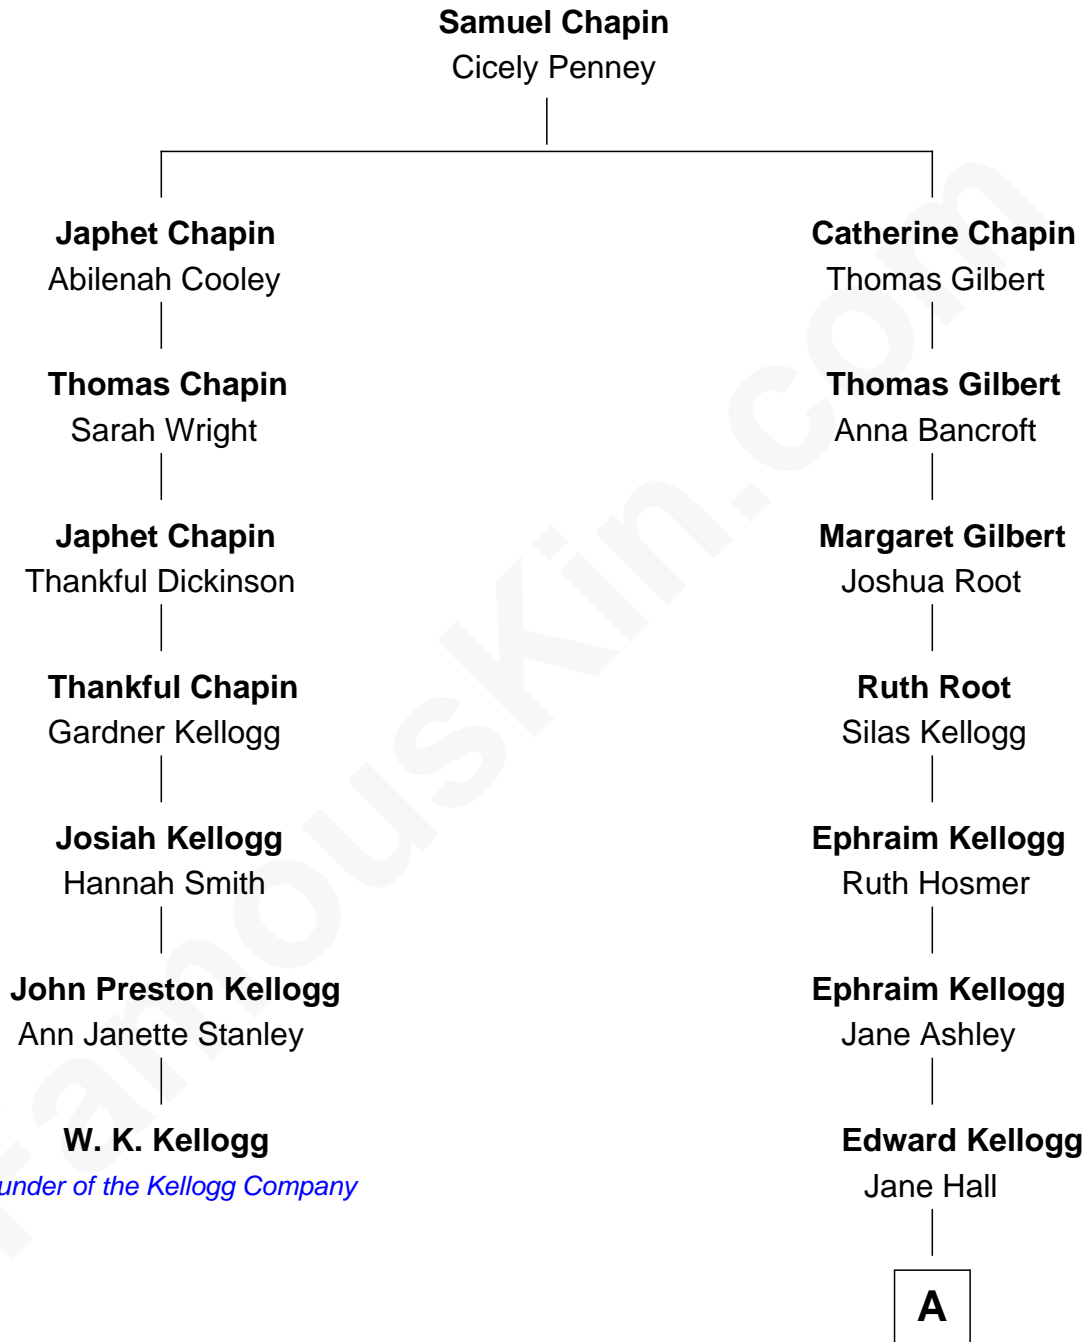 Samuel Chapin
Cicely Penney
Japhet Chapin
Abilenah Cooley
Catherine Chapin
Thomas Gilbert
Thomas Chapin
Sarah Wright
Thomas Gilbert
Anna Bancroft
Japhet Chapin
Thankful Dickinson
Margaret Gilbert
Joshua Root
Thankful Chapin
Gardner Kellogg
Ruth Root
Silas Kellogg
Josiah Kellogg
Hannah Smith
Ephraim Kellogg
Ruth Hosmer
John Preston Kellogg
Ann Janette Stanley
Ephraim Kellogg
Jane Ashley
W. K. Kellogg
under of the Kellogg Company
Edward Kellogg
Jane Hall
A
FamousKin.com